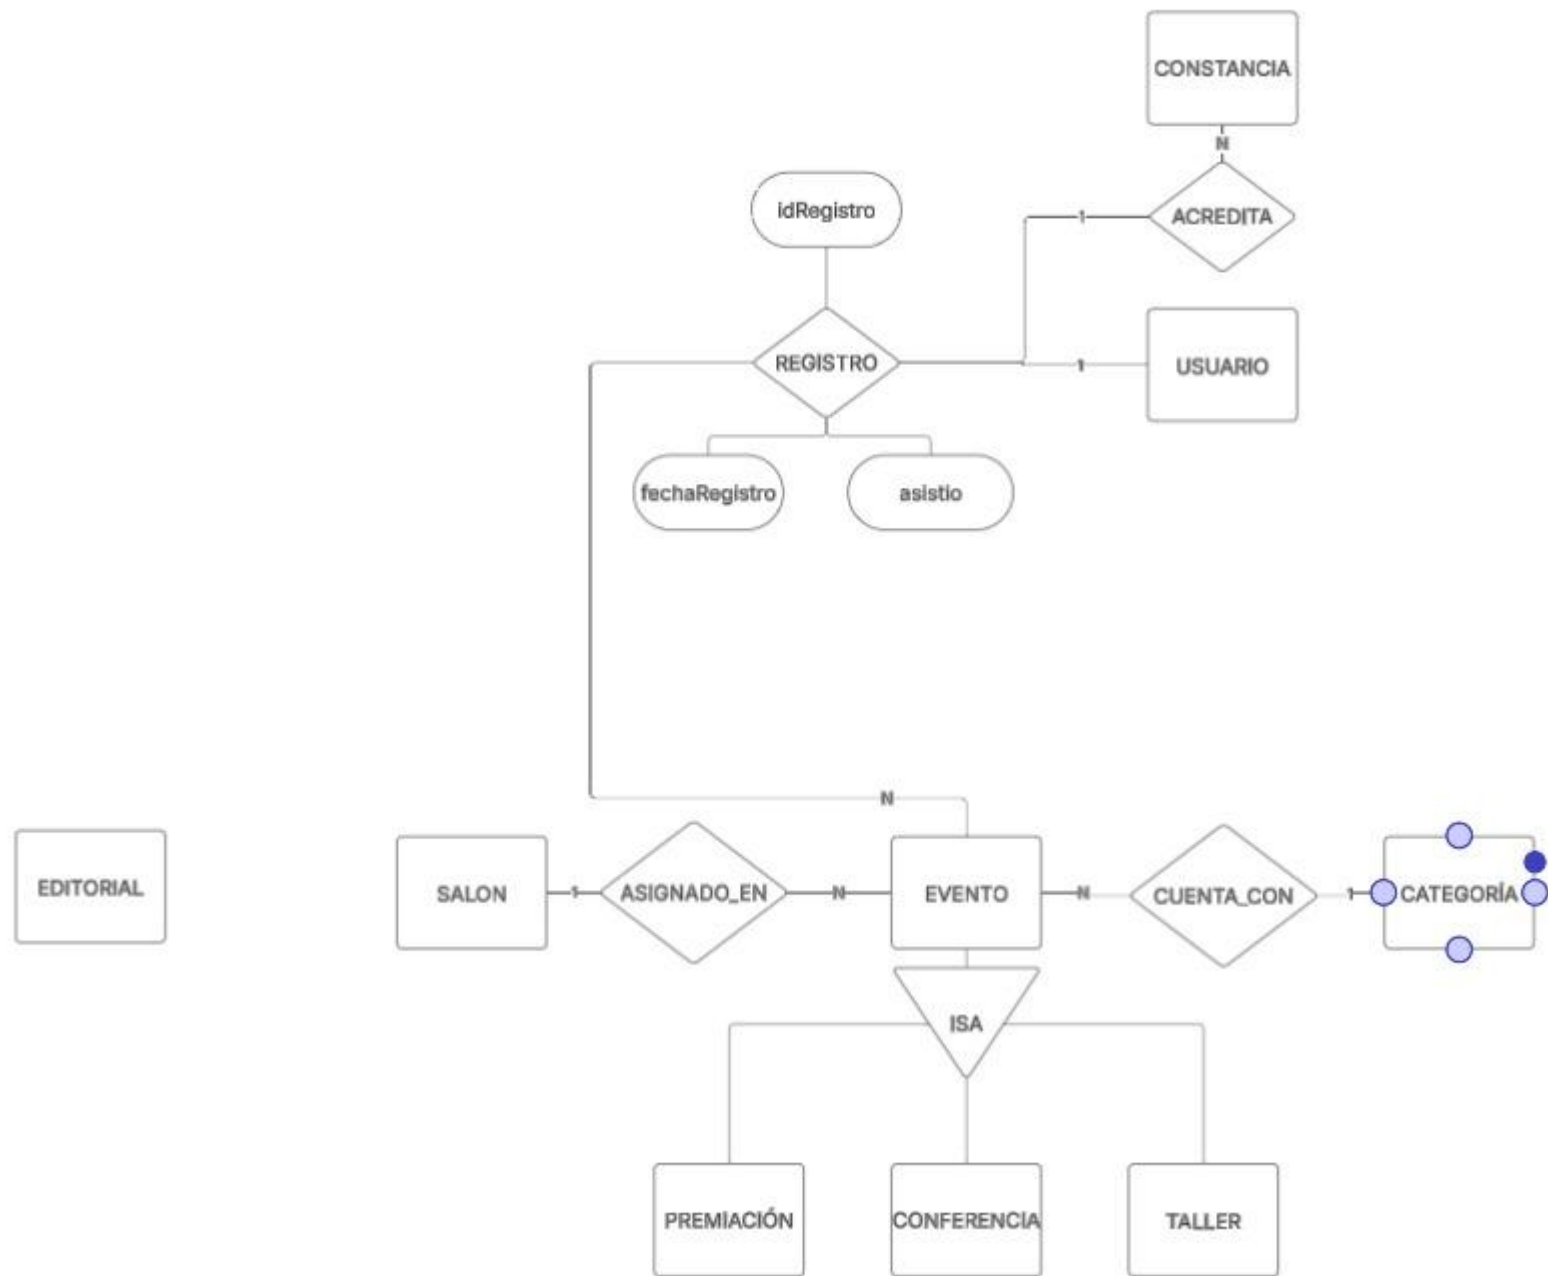 CONSTANCIA
N
idRegistro
1
ACREDITA
REGISTRO
1
USUARIO
fechaRegistro
asistio
N
EDITORIAL
SALON
1
ASIGNADO_EN
N
EVENTO
N
CUENTA_CON
1
CATEGORÍA
ISA
PREMIACIÓN
CONFERENCIA
TALLER